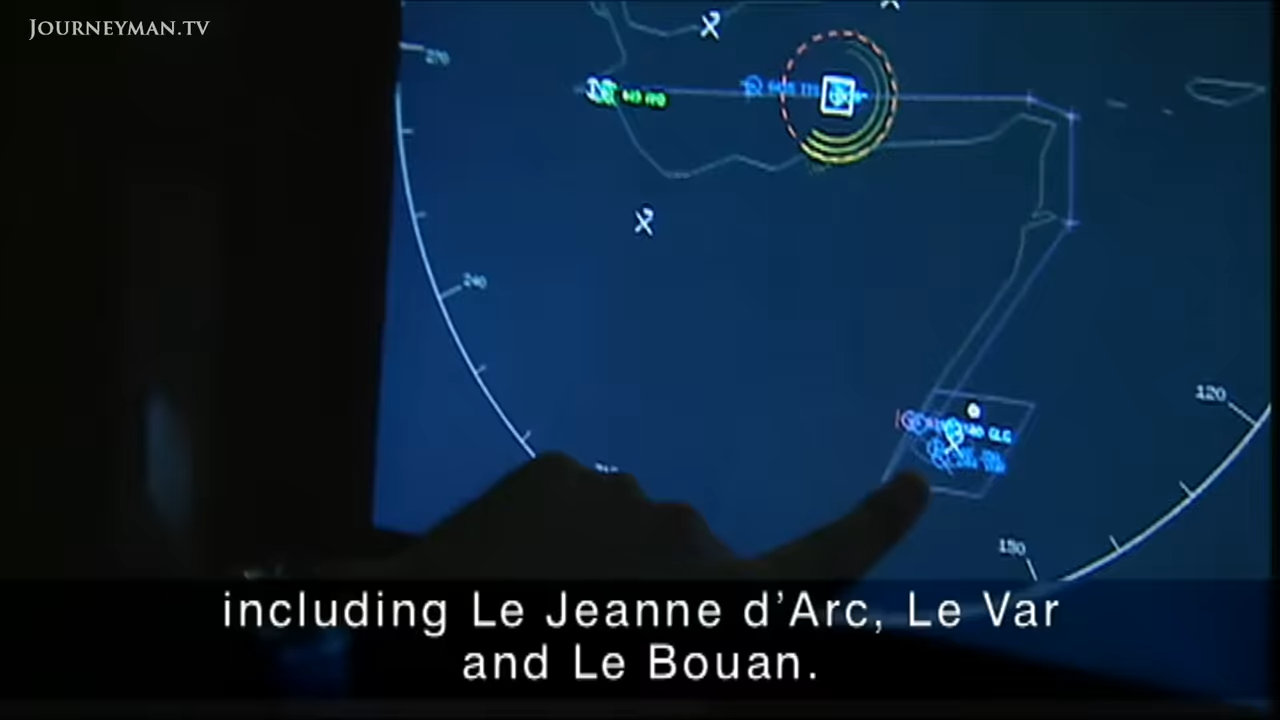 JOURNEYMAN.TV
270
240
120
150
including Le Jeanne d'Arc, Le Var
and Le Bouan.